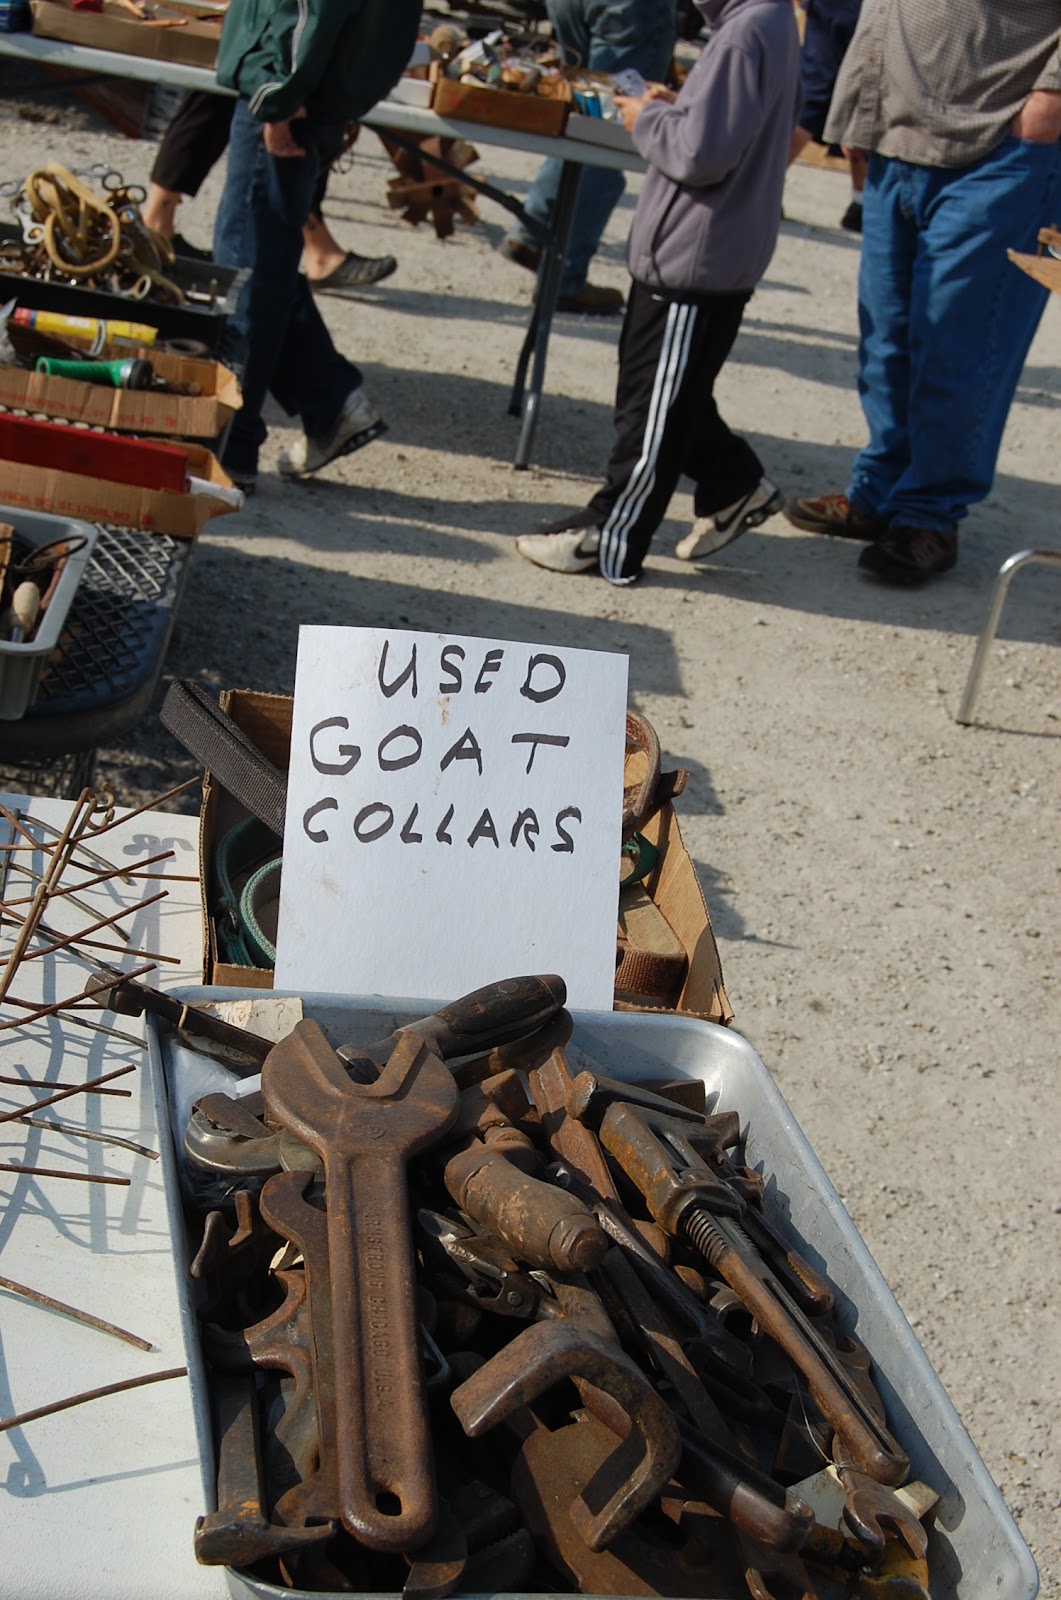 USED
GOAT
COLLARS
ARMSTRONG CHICAGO U.S.A.